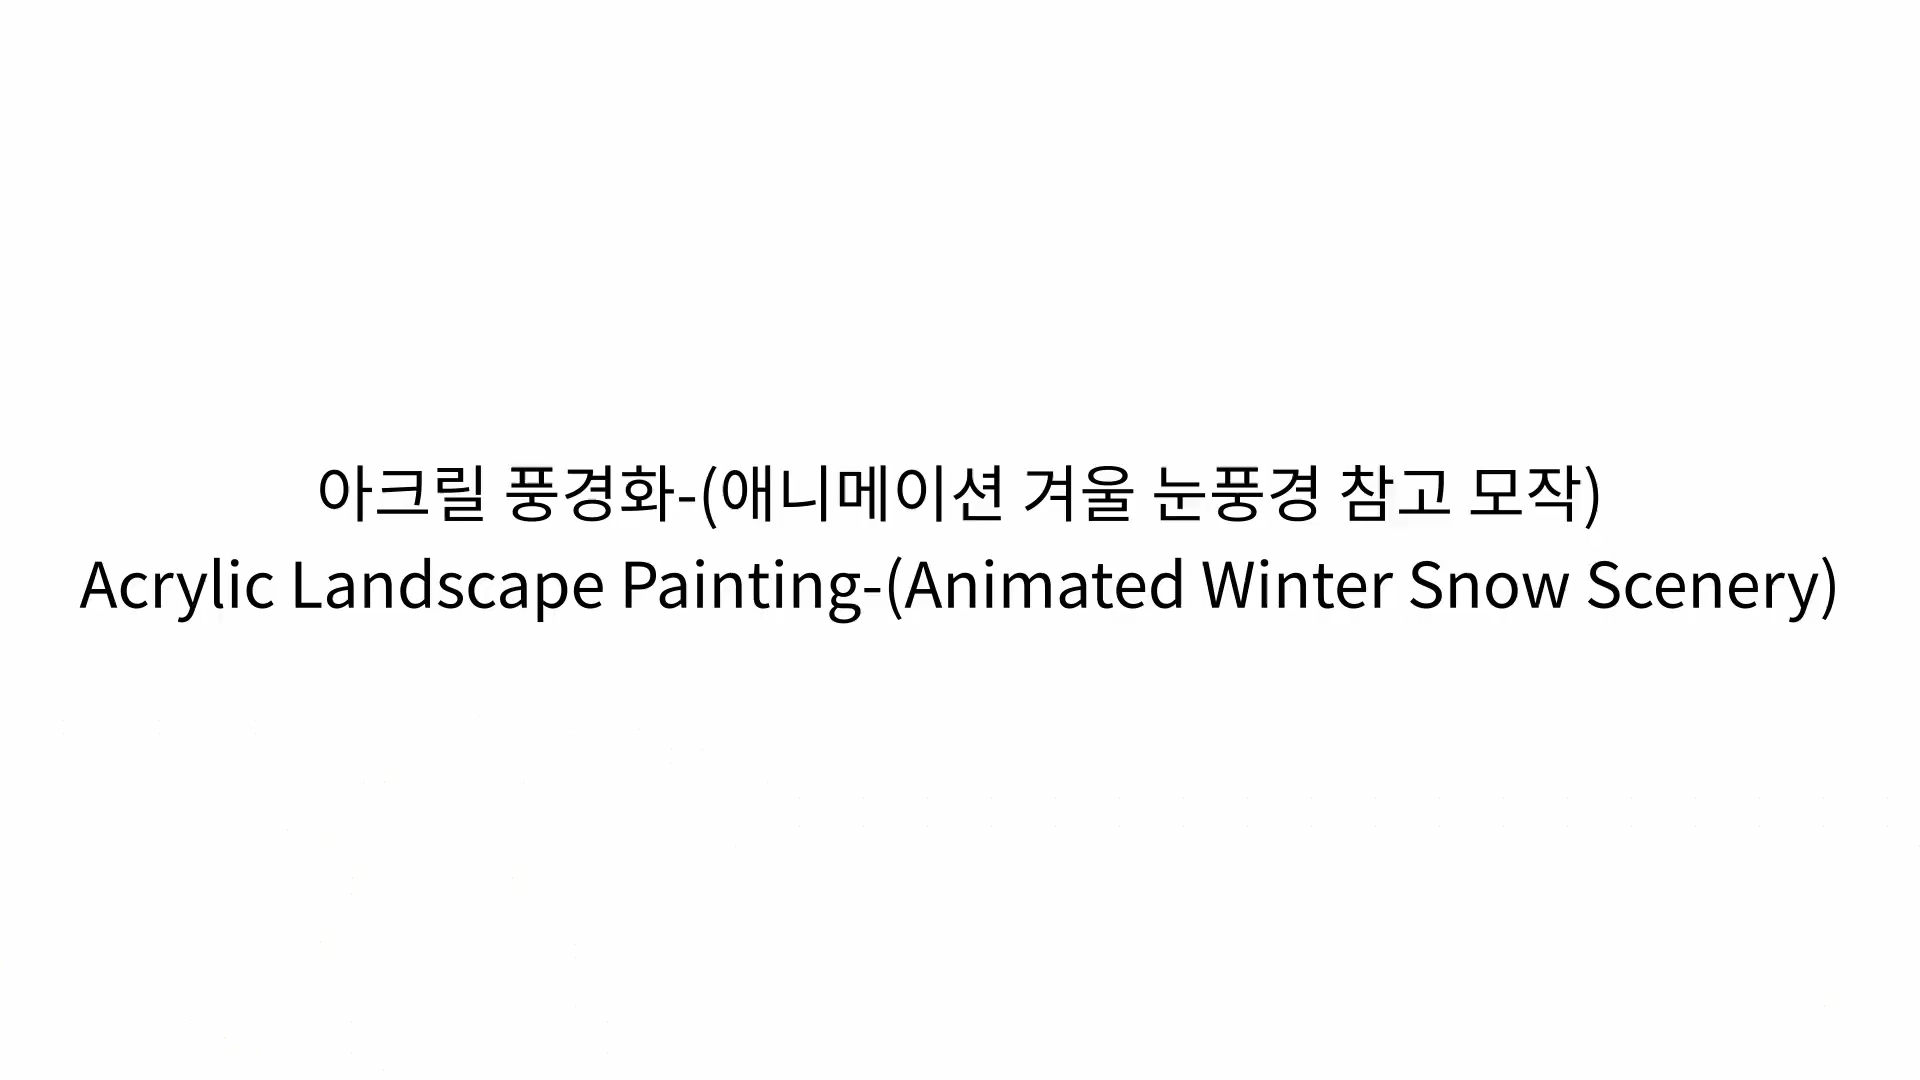 아크릴 풍경화-(애니메이션 겨울 눈풍경 참고 모작)
Acrylic Landscape Painting-(Animated Winter Snow Scenery)